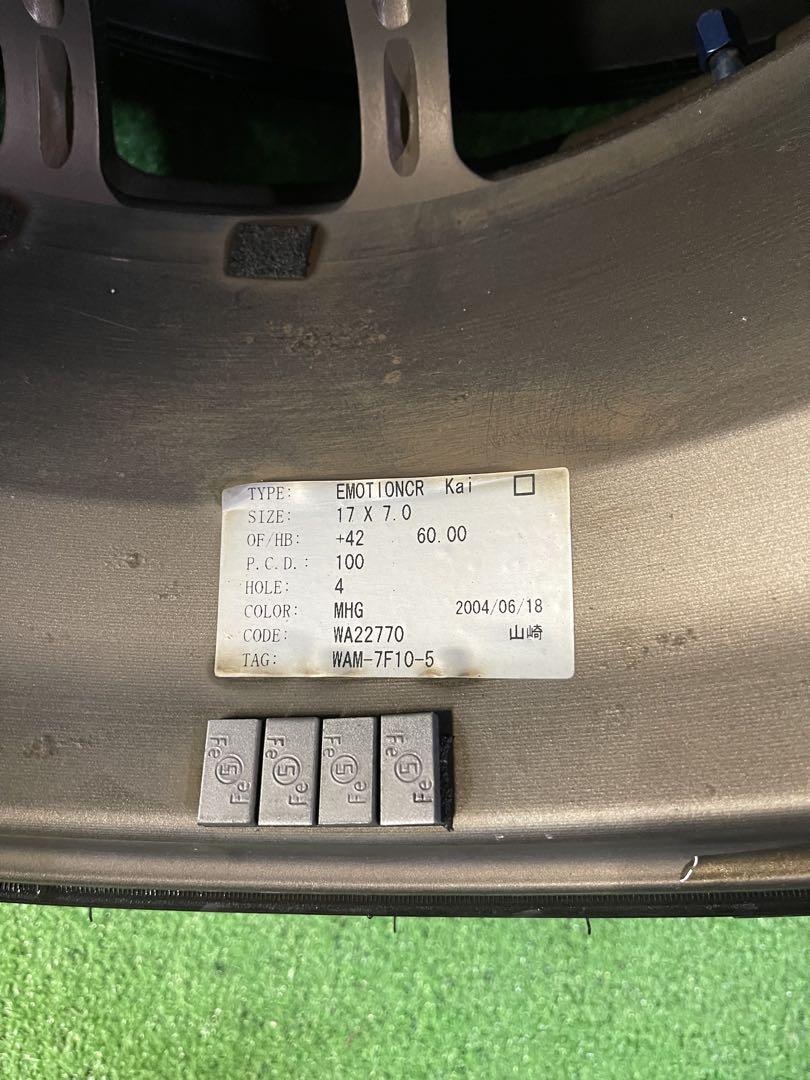 TYPE: EMOTIONCR Kai □
SIZE: 17 X 7.0
OF/HB: +42 60.00
P.C.D.: 100
HOLE: 4
COLOR: MHG 2004/06/18
CODE: WA22770 山崎
TAG: WAM-7F10-5
Fe 5 Fe
Fe 5 Fe
Fe 5 Fe
Fe 5 Fe